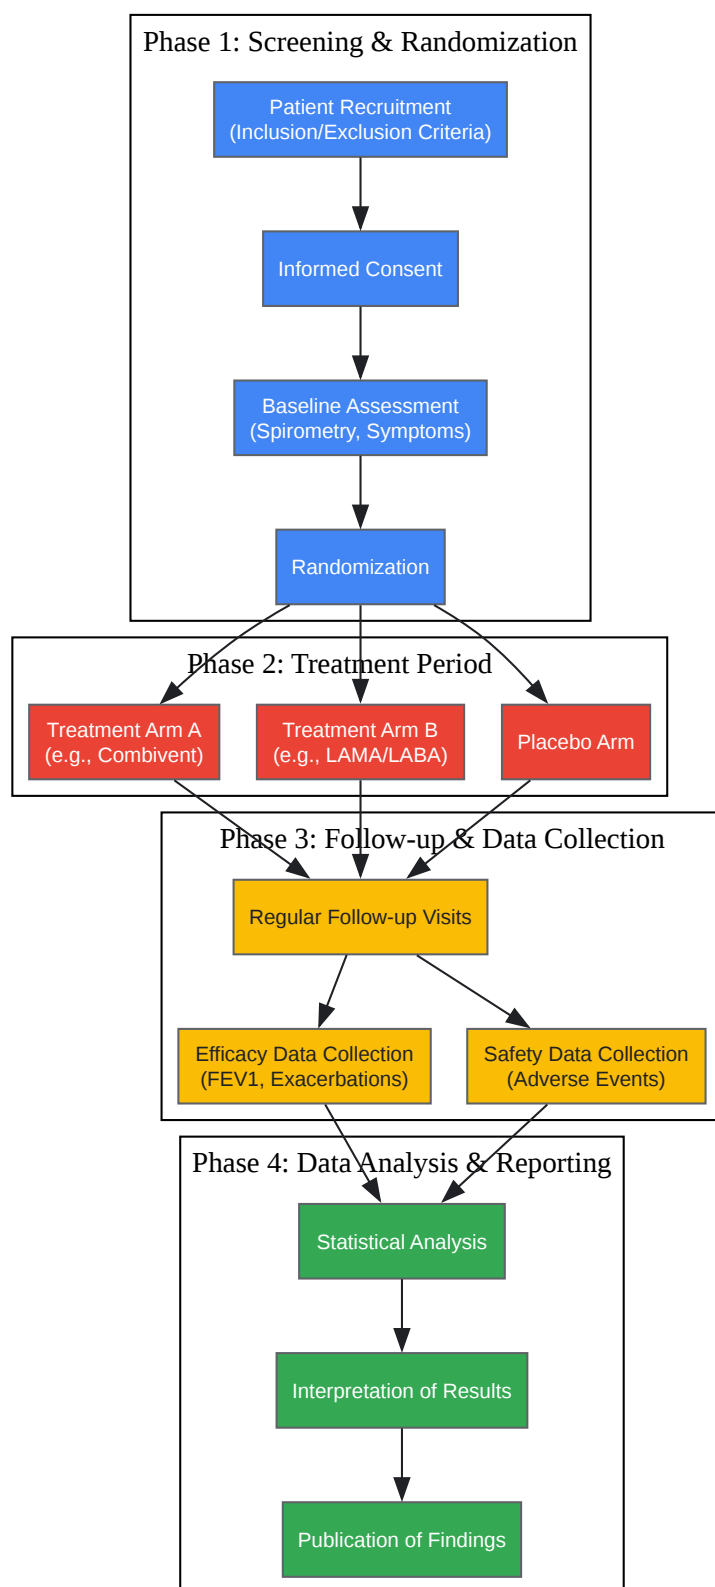 Phase 1: Screening & Randomization
Patient Recruitment
(Inclusion/Exclusion Criteria)
Informed Consent
Baseline Assessment
(Spirometry, Symptoms)
Randomization
Phase 2: Treatment Period
Treatment Arm A
(e.g., Combivent)
Treatment Arm B
(e.g., LAMA/LABA)
Placebo Arm
Phase 3: Follow-up & Data Collection
Regular Follow-up Visits
Efficacy Data Collection
(FEV1, Exacerbations)
Safety Data Collection
(Adverse Events)
Phase 4: Data Analysis & Reporting
Statistical Analysis
Interpretation of Results
Publication of Findings